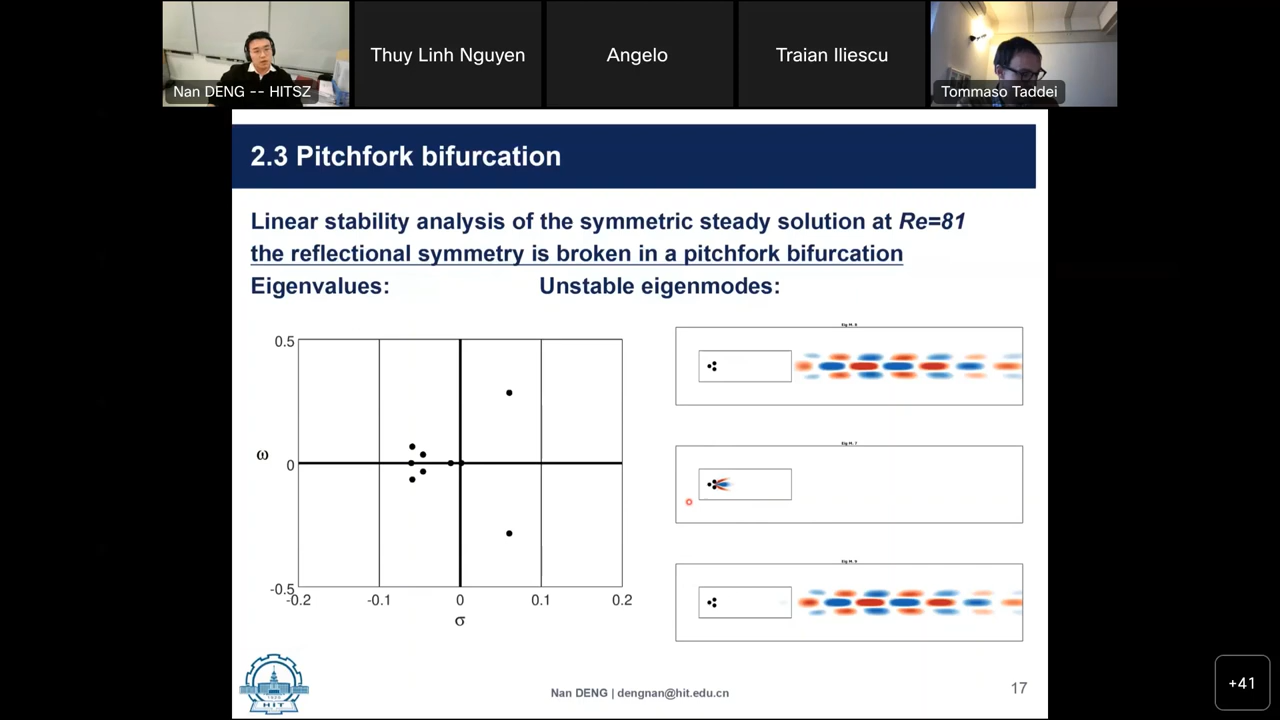 Nan DENG -- HITSZ
Thuy Linh Nguyen
Angelo
Traian Iliescu
Tommaso Taddei
2.3 Pitchfork bifurcation
Linear stability analysis of the symmetric steady solution at Re=81
the reflectional symmetry is broken in a pitchfork bifurcation
Eigenvalues:
Unstable eigenmodes:
0.5
ω
0
-0.5
-0.2
-0.1
0
0.1
0.2
σ
HIT
Nan DENG | dengnan@hit.edu.cn
17
+41